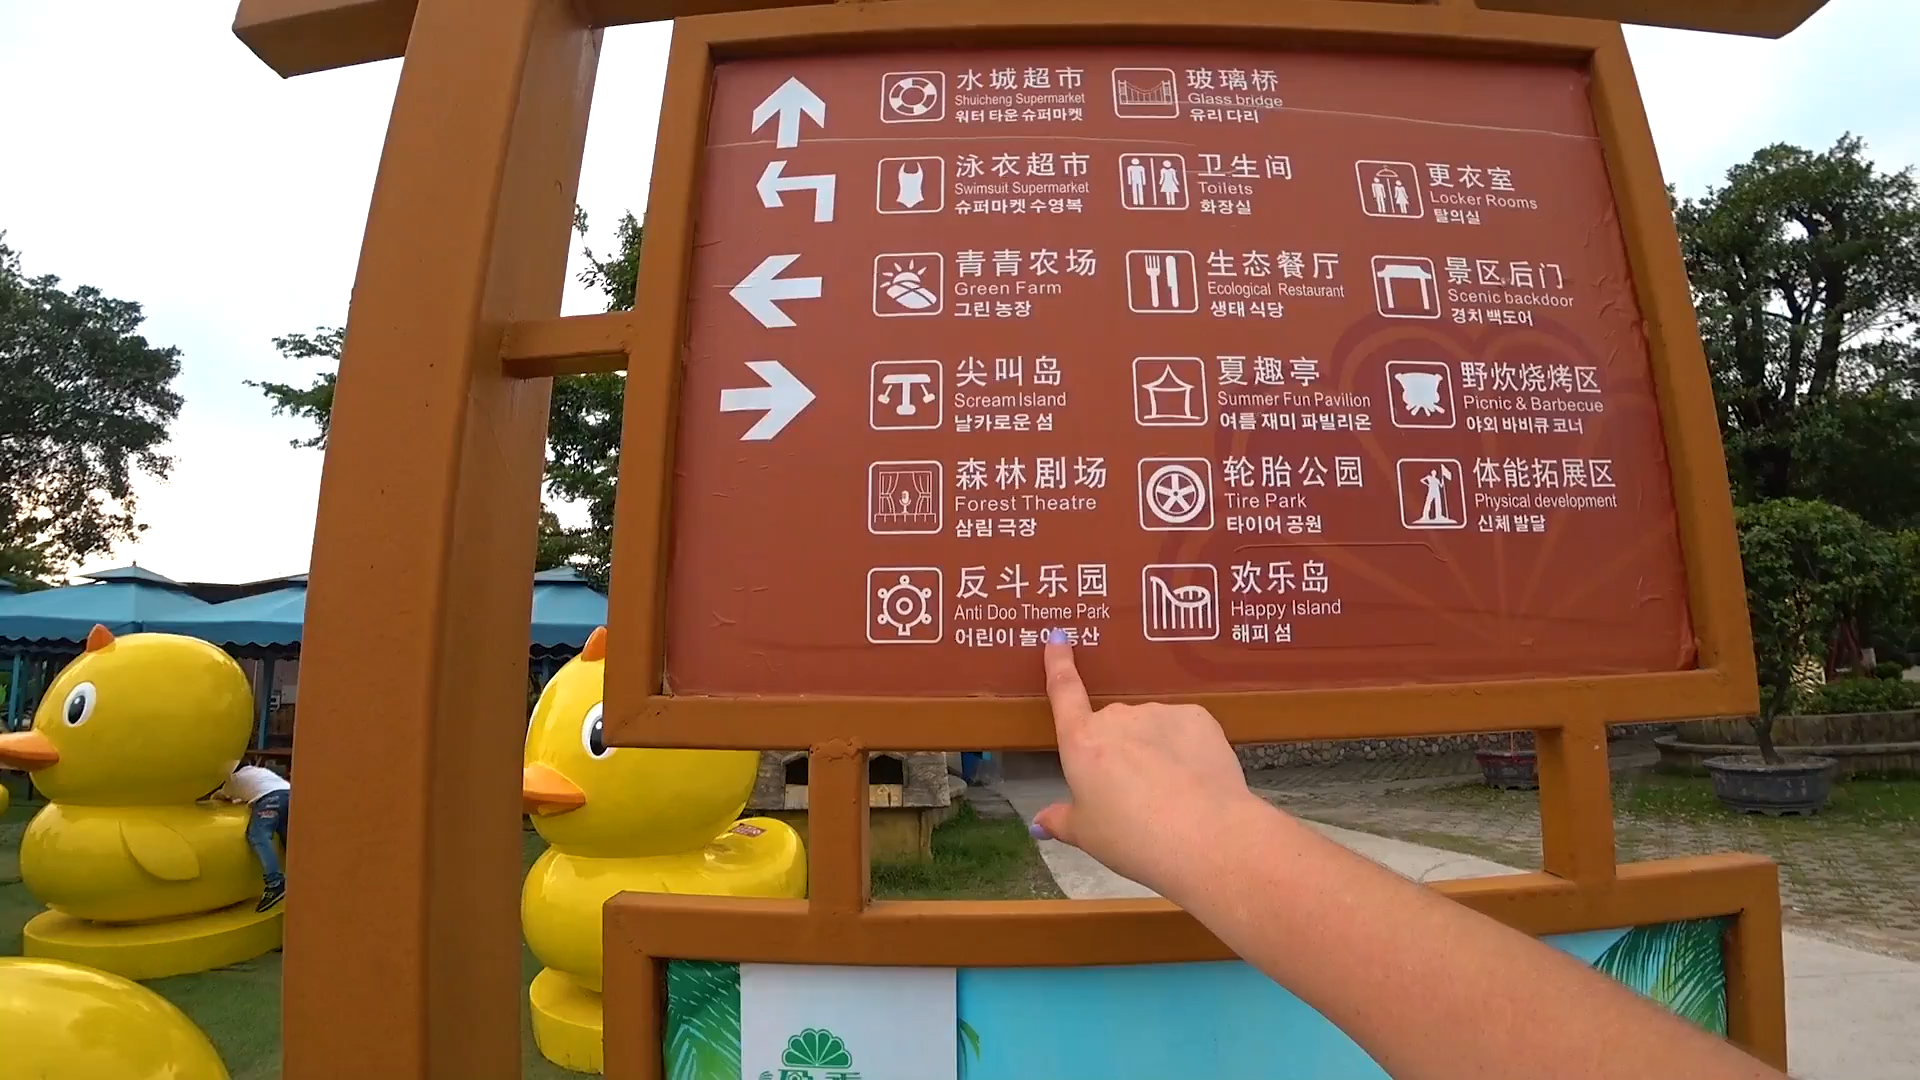 水城超市
Shuicheng Supermarket
워터 타운 슈퍼마켓
玻璃桥
Glass bridge
유리 다리
泳衣超市
Swimsuit Supermarket
슈퍼마켓 수영복
卫生间
Toilets
화장실
更衣室
Locker Rooms
탈의실
青青农场
Green Farm
그린 농장
生态餐厅
Ecological Restaurant
생태 식당
景区后门
Scenic backdoor
경치 백도어
尖叫岛
Scream Island
날카로운 섬
夏趣亭
Summer Fun Pavilion
여름 재미 파빌리온
野炊烧烤区
Picnic & Barbecue
야외 바비큐 코너
森林剧场
Forest Theatre
삼림 극장
轮胎公园
Tire Park
타이어 공원
体能拓展区
Physical development
신체 발달
反斗乐园
Anti Doo Theme Park
어린이
欢乐岛
Happy Island
해피 섬